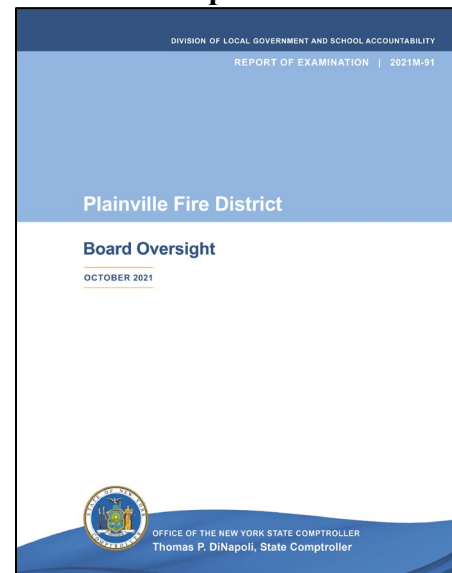 DIVISION OF LOCAL GOVERNMENT AND SCHOOL ACCOUNTABILITY
REPORT OF EXAMINATION | 2021M-91
Plainville Fire District
Board Oversight
OCTOBER 2021
OFFICE OF THE NEW YORK STATE COMPTROLLER
Thomas P. DiNapoli, State Comptroller